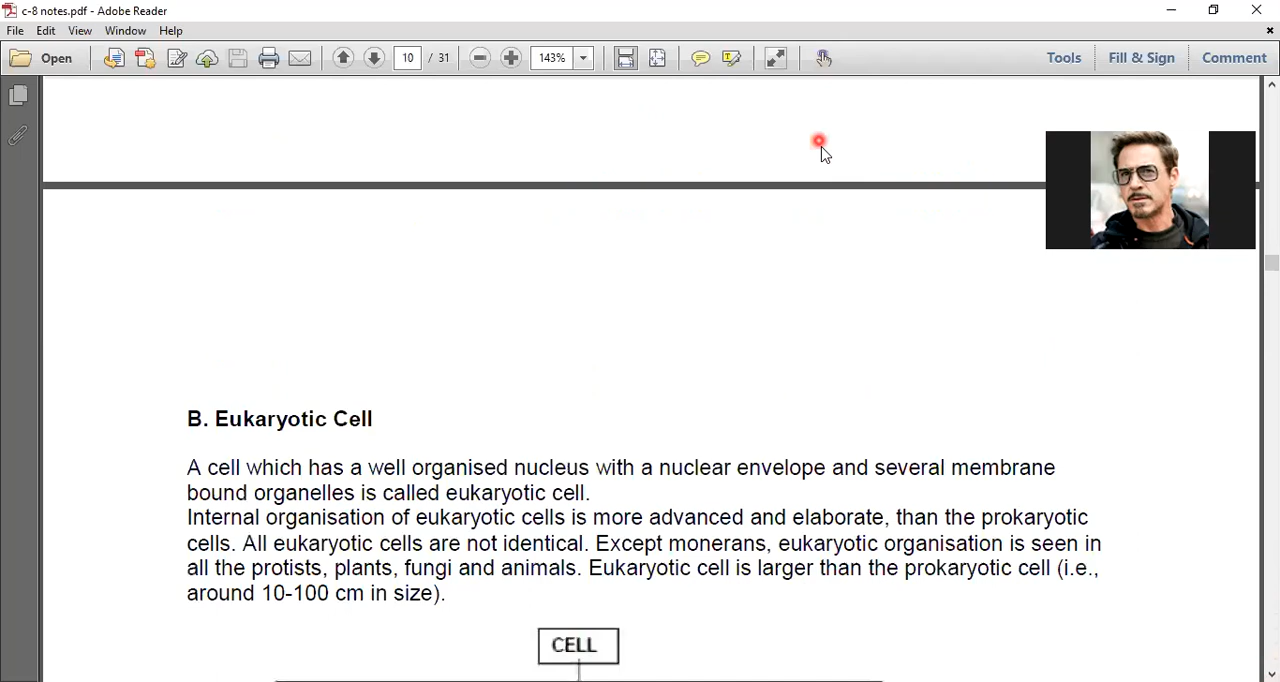 c-8 notes.pdf - Adobe Reader
File Edit View Window Help
Open 10 / 31 143% Tools Fill & Sign Comment
B. Eukaryotic Cell
A cell which has a well organised nucleus with a nuclear envelope and several membrane
bound organelles is called eukaryotic cell.
Internal organisation of eukaryotic cells is more advanced and elaborate, than the prokaryotic
cells. All eukaryotic cells are not identical. Except monerans, eukaryotic organisation is seen in
all the protists, plants, fungi and animals. Eukaryotic cell is larger than the prokaryotic cell (i.e.,
around 10-100 cm in size).
CELL